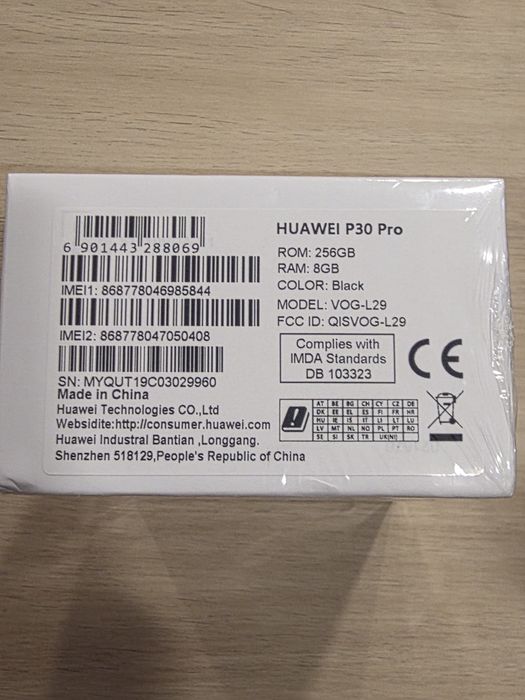 HUAWEI P30 Pro
ROM: 256GB
RAM: 8GB
COLOR: Black
MODEL: VOG-L29
FCC ID: QISVOG-L29
6 901443 288069
IMEI1: 868778046985844
IMEI2: 868778047050408
SN: MYQUT19C03029960
Made in China
Huawei Technologies CO.,Ltd
Websidite:http://consumer.huawei.com
Huawei Industral Bantian ,Longgang.
Shenzhen 518129,People's Republic of China
Complies with
IMDA Standards
DB 103323
CE
AT BE BG CH CY CZ DE
DK EE EL ES FI FR HR
HU IE IS IT LI LT LU
LV MT NL NO PL PT RO
SE SI SK TR UK(NI)